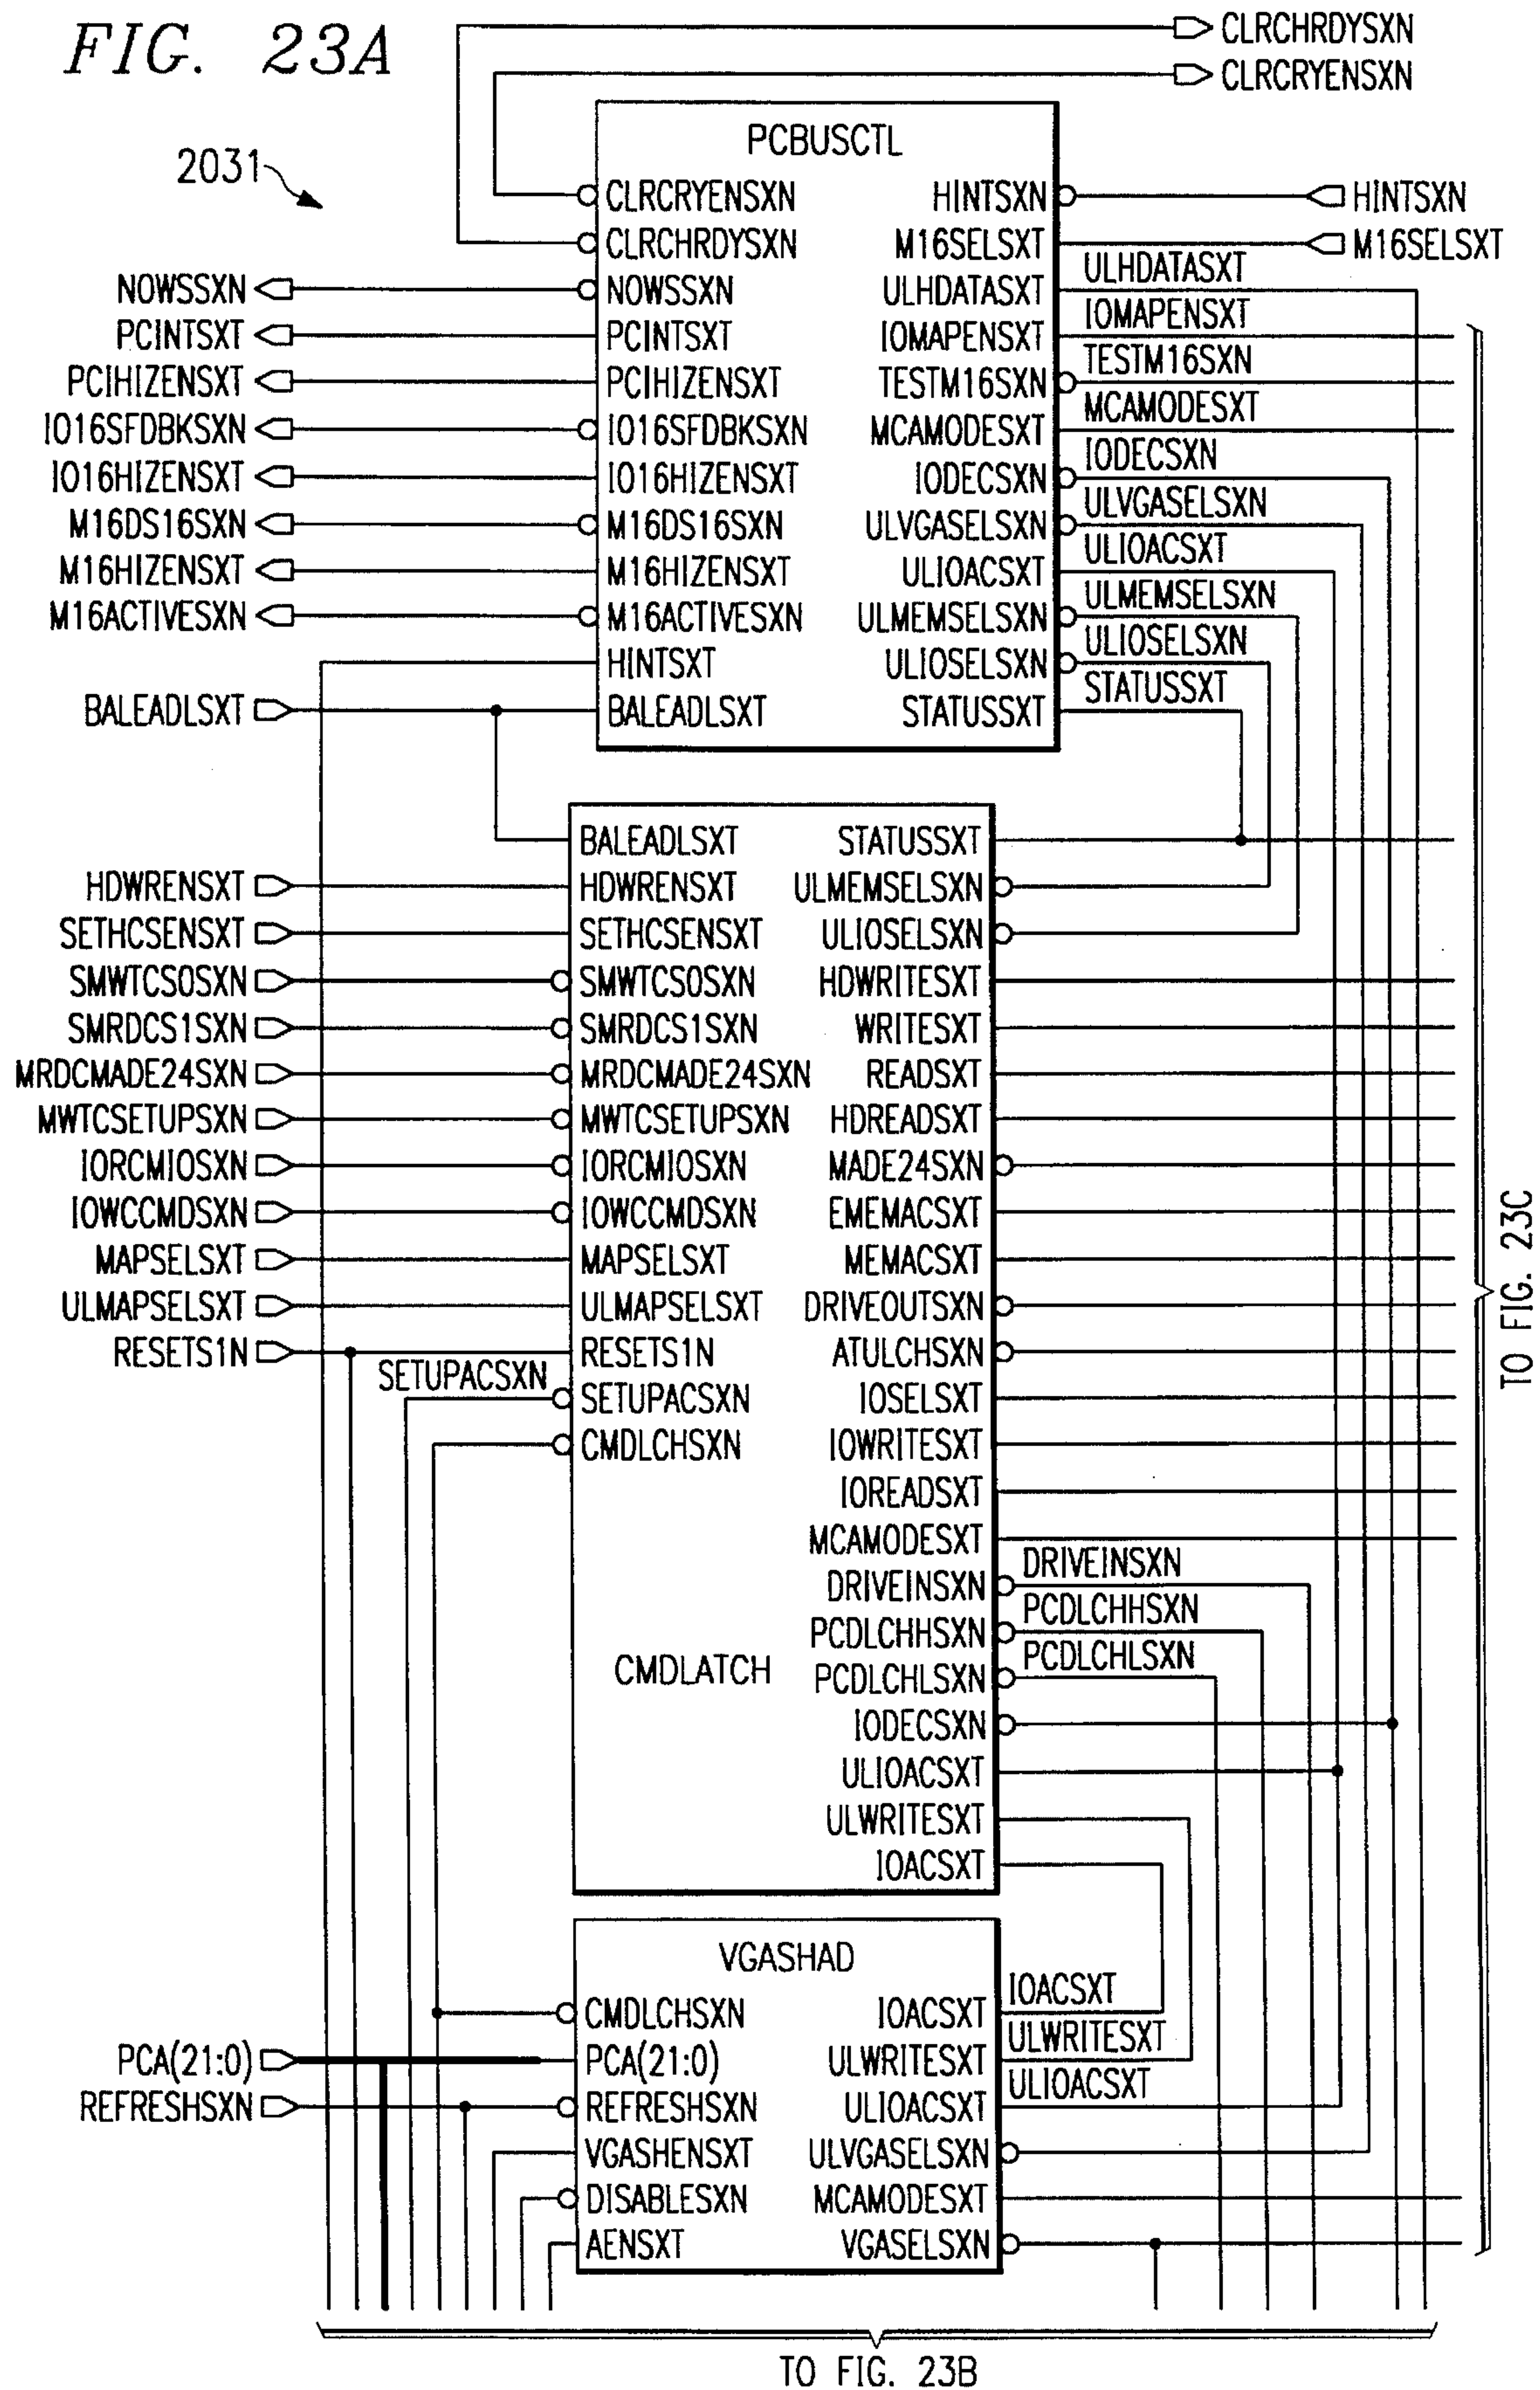 FIG. 23A
CLRCHRDYSXN
CLRCRYENSXN
2031
PCBUSCTL
CLRCRYENSXN HINTSXN HINTSXN
CLRCHRDYSXN M16SELSXT M16SELSXT
NOWSSXN NOWSSXN ULHDATASXT ULHDATASXT
PCINTSXT PCINTSXT IOMAPENSXT IOMAPENSXT
PCIHIZENSXT PCIHIZENSXT TESTM16SXN TESTM16SXN
IO16SFDBKSXN IO16SFDBKSXN MCAMODESXT MCAMODESXT
IO16HIZENSXT IO16HIZENSXT IODECSXN IODECSXN
M16DS16SXN M16DS16SXN ULVGASELSXN ULVGASELSXN
M16HIZENSXT M16HIZENSXT ULIOACSXT ULIOACSXT
M16ACTIVESXN M16ACTIVESXN ULMEMSELSXN ULMEMSELSXN
HINTSXT ULIOSELSXN ULIOSELSXN
BALEADLSXT BALEADLSXT STATUSSXT STATUSSXT
BALEADLSXT STATUSSXT
HDWRENSXT HDWRENSXT ULMEMSELSXN
SETHCSENSXT SETHCSENSXT ULIOSELSXN
SMWTCSOSXN SMWTCSOSXN HDWRITESXT
SMRDCS1SXN SMRDCS1SXN WRITESXT
MRDCMADE24SXN MRDCMADE24SXN READSXT
MWTCSETUPSXN MWTCSETUPSXN HDREADSXT
IORCMIOSXN IORCMIOSXN MADE24SXN
IOWCCMDSXN IOWCCMDSXN EMEMACSXT
MAPSELSXT MAPSELSXT MEMACSXT
ULMAPSELSXT ULMAPSELSXT DRIVEOUTSXN
RESETS1N RESETS1N ATULCHSXN
SETUPACSXN SETUPACSXN IOSELSXT
CMDLCHSXN IOWRITESXT
IOREADSXT
MCAMODESXT
DRIVEINSXN DRIVEINSXN
PCDLCHHSXN PCDLCHHSXN
CMDLATCH PCDLCHLSXN PCDLCHLSXN
IODECSXN
ULIOACSXT
ULWRITESXT
IOACSXT
VGASHAD
CMDLCHSXN IOACSXT IOACSXT
PCA(21:0) PCA(21:0) ULWRITESXT ULWRITESXT
REFRESHSXN REFRESHSXN ULIOACSXT ULIOACSXT
VGASHENSXT ULVGASELSXN
DISABLESXN MCAMODESXT
AENSXT VGASELSXN
TO FIG. 23C
TO FIG. 23B